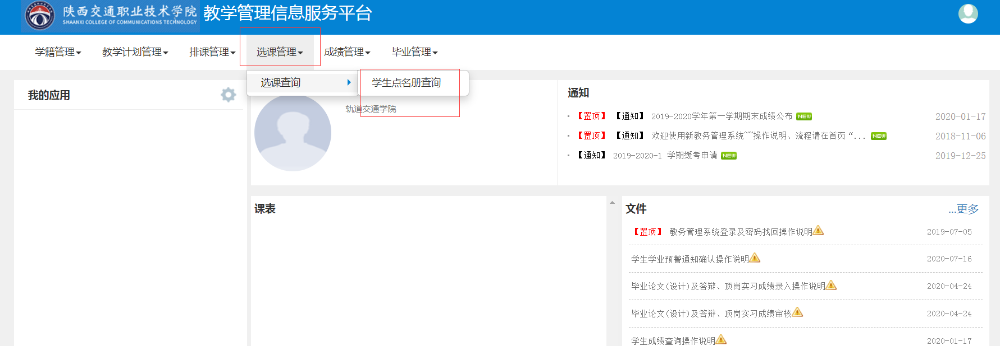 陕西交通职业技术学院 教学管理信息服务平台
SHAANXI COLLEGE OF COMMUNICATIONS TECHNOLOGY
学籍管理 教学计划管理 排课管理 选课管理 成绩管理 毕业管理
选课查询 学生点名册查询
我的应用
轨道交通学院
通知
【置顶】 【通知】 2019-2020学年第一学期期末成绩公布 NEW 2020-01-17
【置顶】 【通知】 欢迎使用新教务管理系统~~操作说明、流程请在首页“... NEW 2018-11-06
【通知】 2019-2020-1 学期缓考申请 NEW 2019-12-25
课表
文件 ...更多
【置顶】 教务管理系统登录及密码找回操作说明 2019-07-05
学生学业预警通知确认操作说明 2020-07-16
毕业论文(设计)及答辩、顶岗实习成绩录入操作说明 2020-04-24
毕业论文(设计)及答辩、顶岗实习成绩审核 2020-04-24
学生成绩查询操作说明 2020-01-17